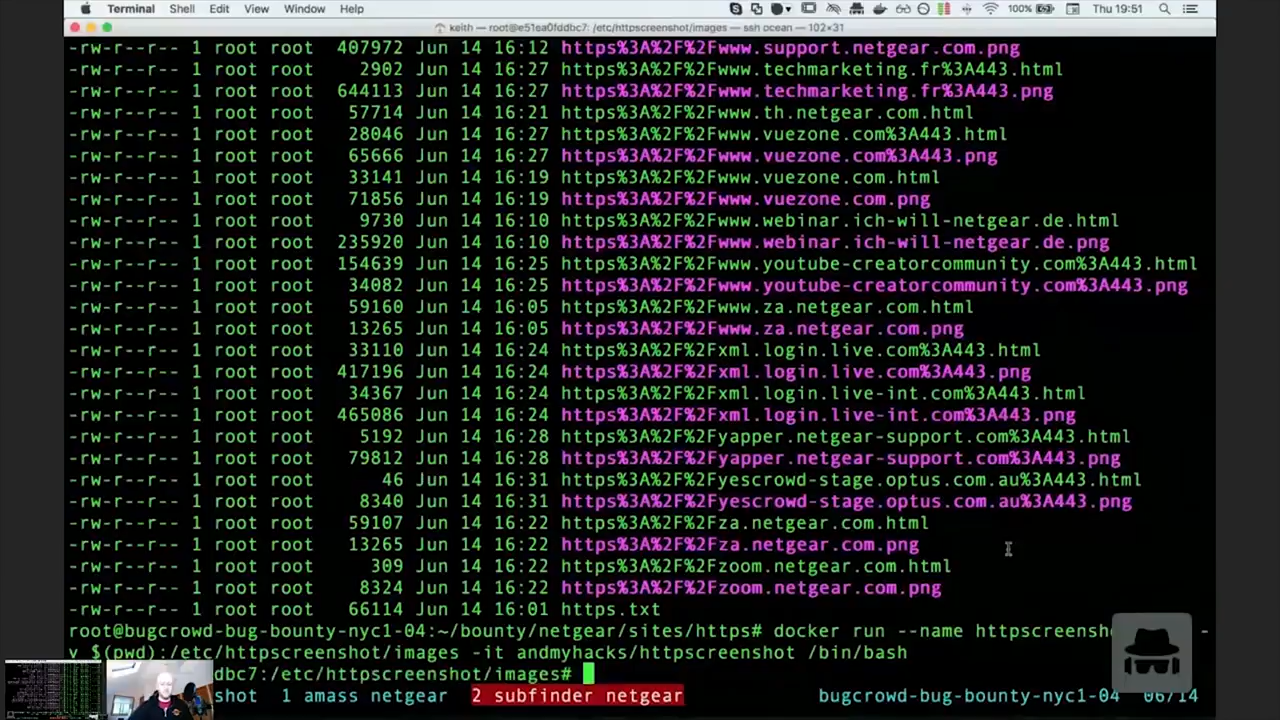 Terminal Shell Edit View Window Help 100% Thu 19:51
keith — root@e51ea0fddbc7: /etc/httpscreenshot/images — ssh ocean — 102×31
-rw-r--r-- 1 root root 407972 Jun 14 16:12 https%3A%2F%2Fwww.support.netgear.com.png
-rw-r--r-- 1 root root 2902 Jun 14 16:27 https%3A%2F%2Fwww.techmarketing.fr%3A443.html
-rw-r--r-- 1 root root 644113 Jun 14 16:27 https%3A%2F%2Fwww.techmarketing.fr%3A443.png
-rw-r--r-- 1 root root 57714 Jun 14 16:21 https%3A%2F%2Fwww.th.netgear.com.html
-rw-r--r-- 1 root root 28046 Jun 14 16:27 https%3A%2F%2Fwww.vuezone.com%3A443.html
-rw-r--r-- 1 root root 65666 Jun 14 16:27 https%3A%2F%2Fwww.vuezone.com%3A443.png
-rw-r--r-- 1 root root 33141 Jun 14 16:19 https%3A%2F%2Fwww.vuezone.com.html
-rw-r--r-- 1 root root 71856 Jun 14 16:19 https%3A%2F%2Fwww.vuezone.com.png
-rw-r--r-- 1 root root 9730 Jun 14 16:10 https%3A%2F%2Fwww.webinar.ich-will-netgear.de.html
-rw-r--r-- 1 root root 235920 Jun 14 16:10 https%3A%2F%2Fwww.webinar.ich-will-netgear.de.png
-rw-r--r-- 1 root root 154639 Jun 14 16:25 https%3A%2F%2Fwww.youtube-creatorcommunity.com%3A443.html
-rw-r--r-- 1 root root 34082 Jun 14 16:25 https%3A%2F%2Fwww.youtube-creatorcommunity.com%3A443.png
-rw-r--r-- 1 root root 59160 Jun 14 16:05 https%3A%2F%2Fwww.za.netgear.com.html
-rw-r--r-- 1 root root 13265 Jun 14 16:05 https%3A%2F%2Fwww.za.netgear.com.png
-rw-r--r-- 1 root root 33110 Jun 14 16:24 https%3A%2F%2Fxml.login.live.com%3A443.html
-rw-r--r-- 1 root root 417196 Jun 14 16:24 https%3A%2F%2Fxml.login.live.com%3A443.png
-rw-r--r-- 1 root root 34367 Jun 14 16:24 https%3A%2F%2Fxml.login.live-int.com%3A443.html
-rw-r--r-- 1 root root 465086 Jun 14 16:24 https%3A%2F%2Fxml.login.live-int.com%3A443.png
-rw-r--r-- 1 root root 5192 Jun 14 16:28 https%3A%2F%2Fyapper.netgear-support.com%3A443.html
-rw-r--r-- 1 root root 79812 Jun 14 16:28 https%3A%2F%2Fyapper.netgear-support.com%3A443.png
-rw-r--r-- 1 root root 46 Jun 14 16:31 https%3A%2F%2Fyescrowd-stage.optus.com.au%3A443.html
-rw-r--r-- 1 root root 8340 Jun 14 16:31 https%3A%2F%2Fyescrowd-stage.optus.com.au%3A443.png
-rw-r--r-- 1 root root 59107 Jun 14 16:22 https%3A%2F%2Fza.netgear.com.html
-rw-r--r-- 1 root root 13265 Jun 14 16:22 https%3A%2F%2Fza.netgear.com.png
-rw-r--r-- 1 root root 309 Jun 14 16:22 https%3A%2F%2Fzoom.netgear.com.html
-rw-r--r-- 1 root root 8324 Jun 14 16:22 https%3A%2F%2Fzoom.netgear.com.png
-rw-r--r-- 1 root root 66114 Jun 14 16:01 https.txt
root@bugcrowd-bug-bounty-nyc1-04:~/bounty/netgear/sites/https# docker run --name httpscreensh -
v $(pwd):/etc/httpscreenshot/images -it andmyhacks/httpscreenshot /bin/bash
dbc7:/etc/httpscreenshot/images#
shot 1 amass netgear 2 subfinder netgear bugcrowd-bug-bounty-nyc1-04 06/14